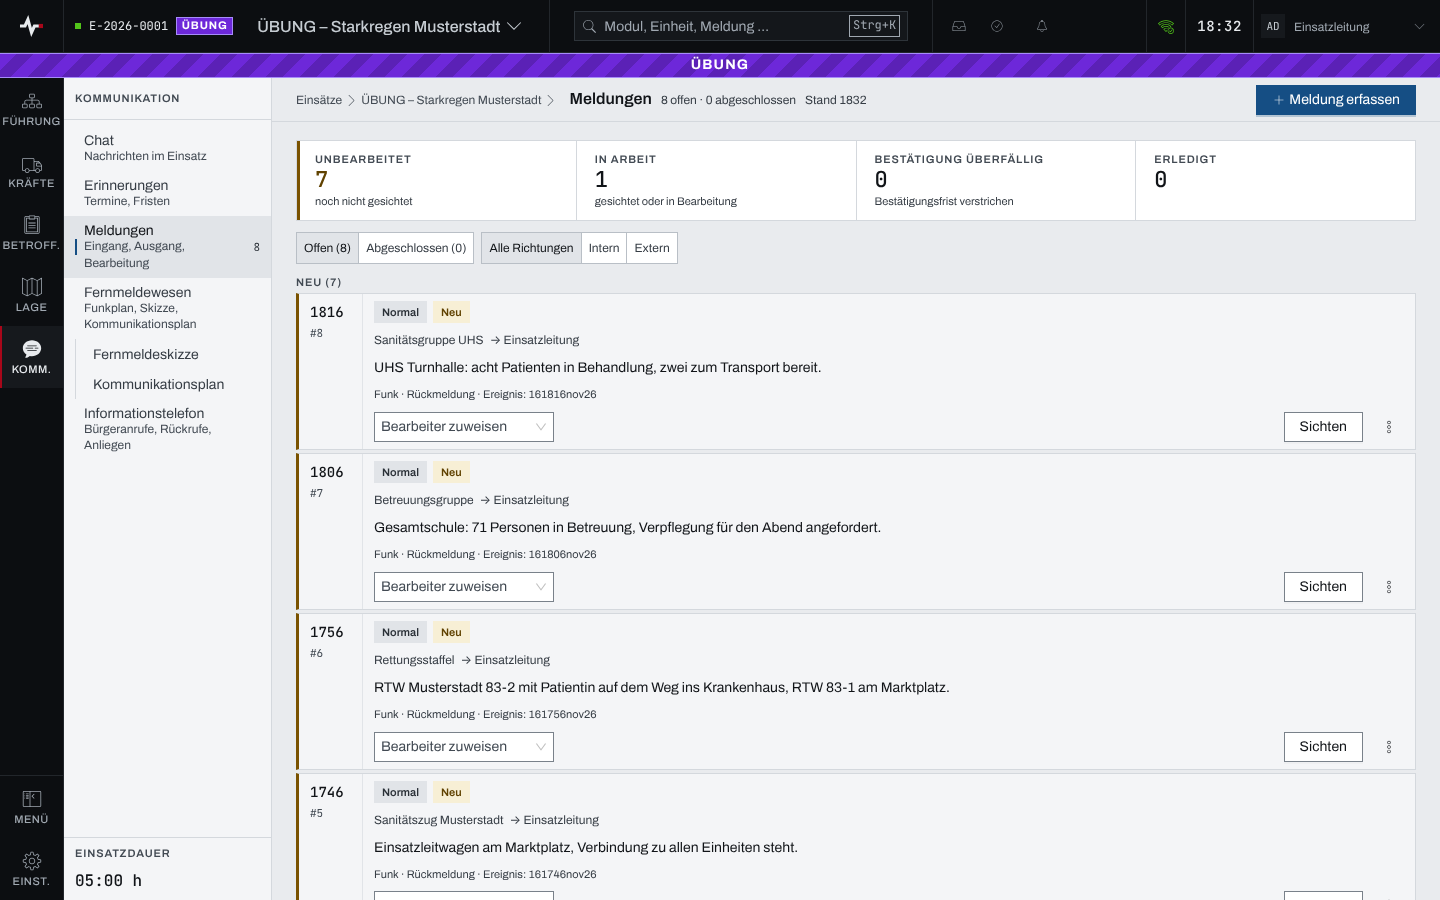 E-2026-0001 ÜBUNG ÜBUNG – Starkregen Musterstadt
Modul, Einheit, Meldung ... Strg+K
18:32 AD Einsatzleitung
ÜBUNG
FÜHRUNG
KRÄFTE
BETROFF.
LAGE
KOMM.
MENÜ
EINST.
KOMMUNIKATION
Chat
Nachrichten im Einsatz
Erinnerungen
Termine, Fristen
Meldungen
Eingang, Ausgang,
Bearbeitung
8
Fernmeldewesen
Funkplan, Skizze,
Kommunikationsplan
Fernmeldeskizze
Kommunikationsplan
Informationstelefon
Bürgeranrufe, Rückrufe,
Anliegen
EINSATZDAUER
05:00 h
Einsätze ÜBUNG – Starkregen Musterstadt Meldungen 8 offen · 0 abgeschlossen Stand 1832
+ Meldung erfassen
UNBEARBEITET
7
noch nicht gesichtet
IN ARBEIT
1
gesichtet oder in Bearbeitung
BESTÄTIGUNG ÜBERFÄLLIG
0
Bestätigungsfrist verstrichen
ERLEDIGT
0
Offen (8) Abgeschlossen (0) Alle Richtungen Intern Extern
NEU (7)
1816
#8
Normal Neu
Sanitätsgruppe UHS → Einsatzleitung
UHS Turnhalle: acht Patienten in Behandlung, zwei zum Transport bereit.
Funk · Rückmeldung · Ereignis: 161816nov26
Bearbeiter zuweisen Sichten
1806
#7
Normal Neu
Betreuungsgruppe → Einsatzleitung
Gesamtschule: 71 Personen in Betreuung, Verpflegung für den Abend angefordert.
Funk · Rückmeldung · Ereignis: 161806nov26
Bearbeiter zuweisen Sichten
1756
#6
Normal Neu
Rettungsstaffel → Einsatzleitung
RTW Musterstadt 83-2 mit Patientin auf dem Weg ins Krankenhaus, RTW 83-1 am Marktplatz.
Funk · Rückmeldung · Ereignis: 161756nov26
Bearbeiter zuweisen Sichten
1746
#5
Normal Neu
Sanitätszug Musterstadt → Einsatzleitung
Einsatzleitwagen am Marktplatz, Verbindung zu allen Einheiten steht.
Funk · Rückmeldung · Ereignis: 161746nov26